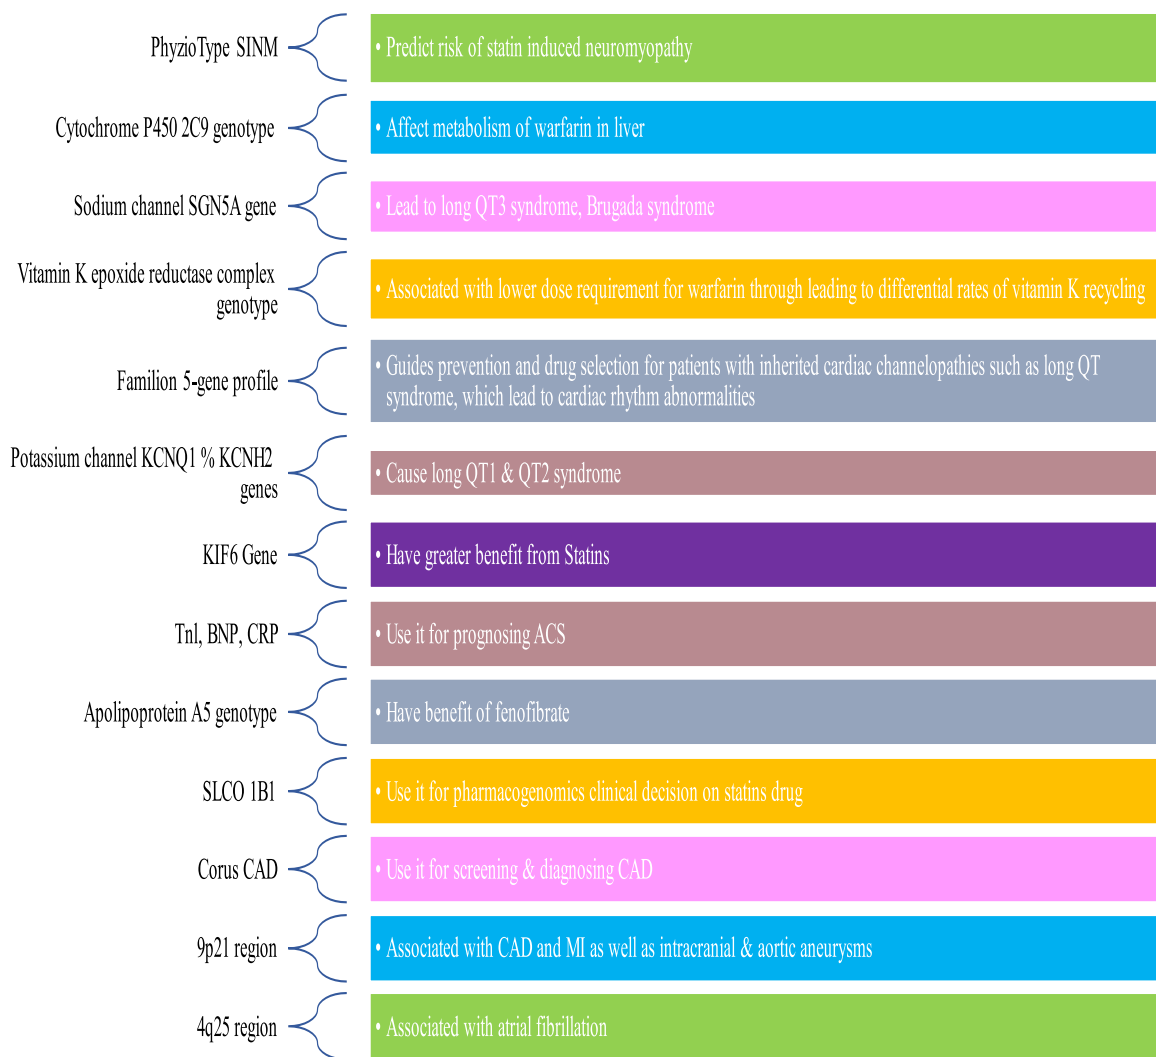 PhyzioType SINM
• Predict risk of statin induced neuromyopathy
Cytochrome P450 2C9 genotype
• Affect metabolism of warfarin in liver
Sodium channel SGN5A gene
• Lead to long QT3 syndrome, Brugada syndrome
Vitamin K epoxide reductase complex
genotype
• Associated with lower dose requirement for warfarin through leading to differential rates of vitamin K recycling
Familion 5-gene profile
• Guides prevention and drug selection for patients with inherited cardiac channelopathies such as long QT
syndrome, which lead to cardiac rhythm abnormalities
Potassium channel KCNQ1 % KCNH2
genes
• Cause long QT1 & QT2 syndrome
KIF6 Gene
• Have greater benefit from Statins
Tnl, BNP, CRP
• Use it for prognosing ACS
Apolipoprotein A5 genotype
• Have benefit of fenofibrate
SLCO 1B1
• Use it for pharmacogenomics clinical decision on statins drug
Corus CAD
• Use it for screening & diagnosing CAD
9p21 region
• Associated with CAD and MI as well as intracranial & aortic aneurysms
4q25 region
• Associated with atrial fibrillation